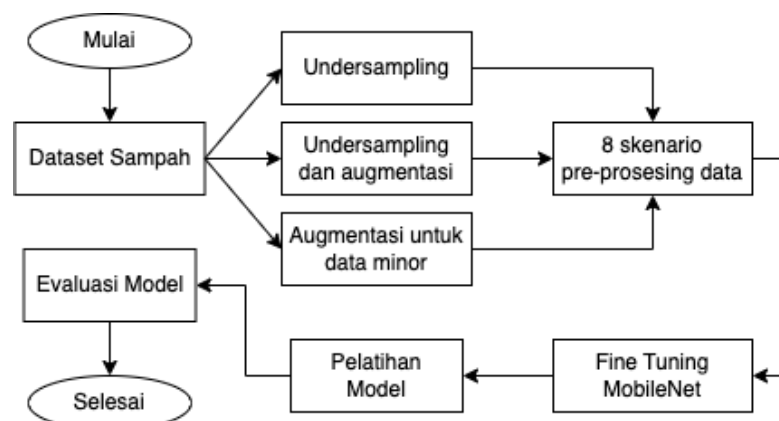 Mulai
Dataset Sampah
Undersampling
Undersampling
dan augmentasi
Augmentasi untuk
data minor
8 skenario
pre-prosesing data
Fine Tuning
MobileNet
Pelatihan
Model
Evaluasi Model
Selesai